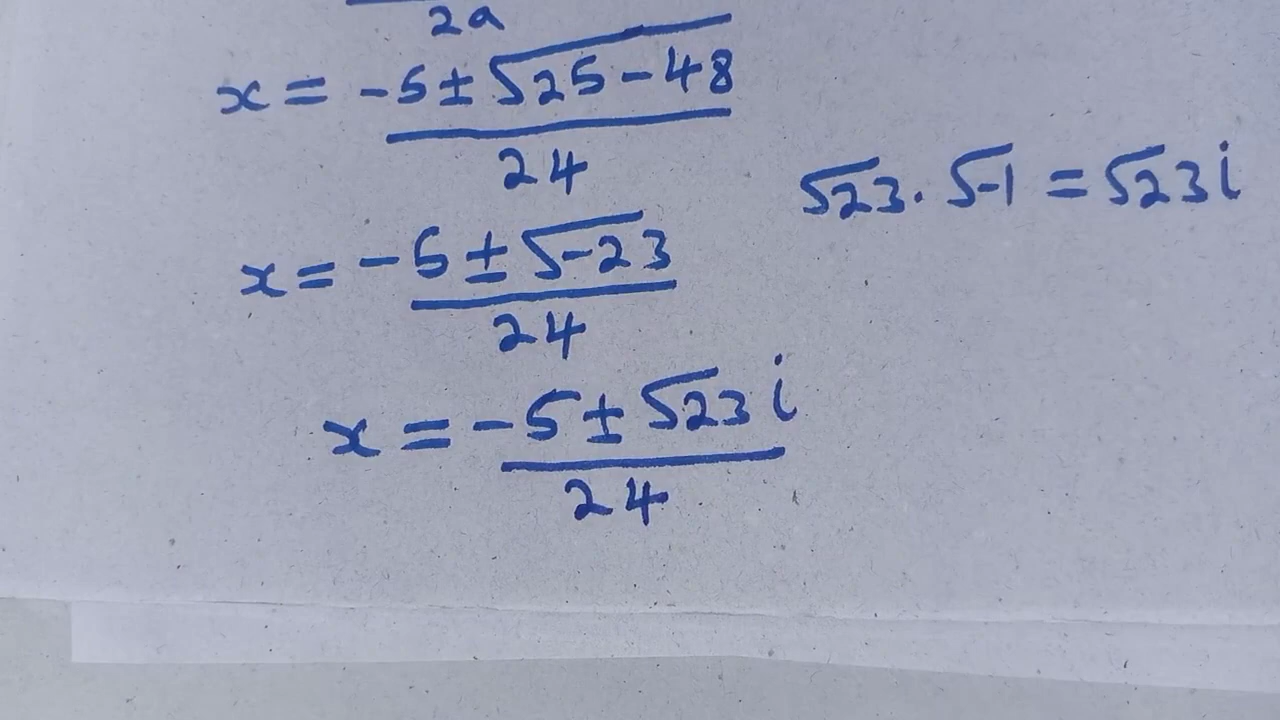 2a
x = -5 ± √25 - 48
24
√23 . √-1 = √23 i
x = -5 ± √-23
24
x = -5 ± √23 i
24